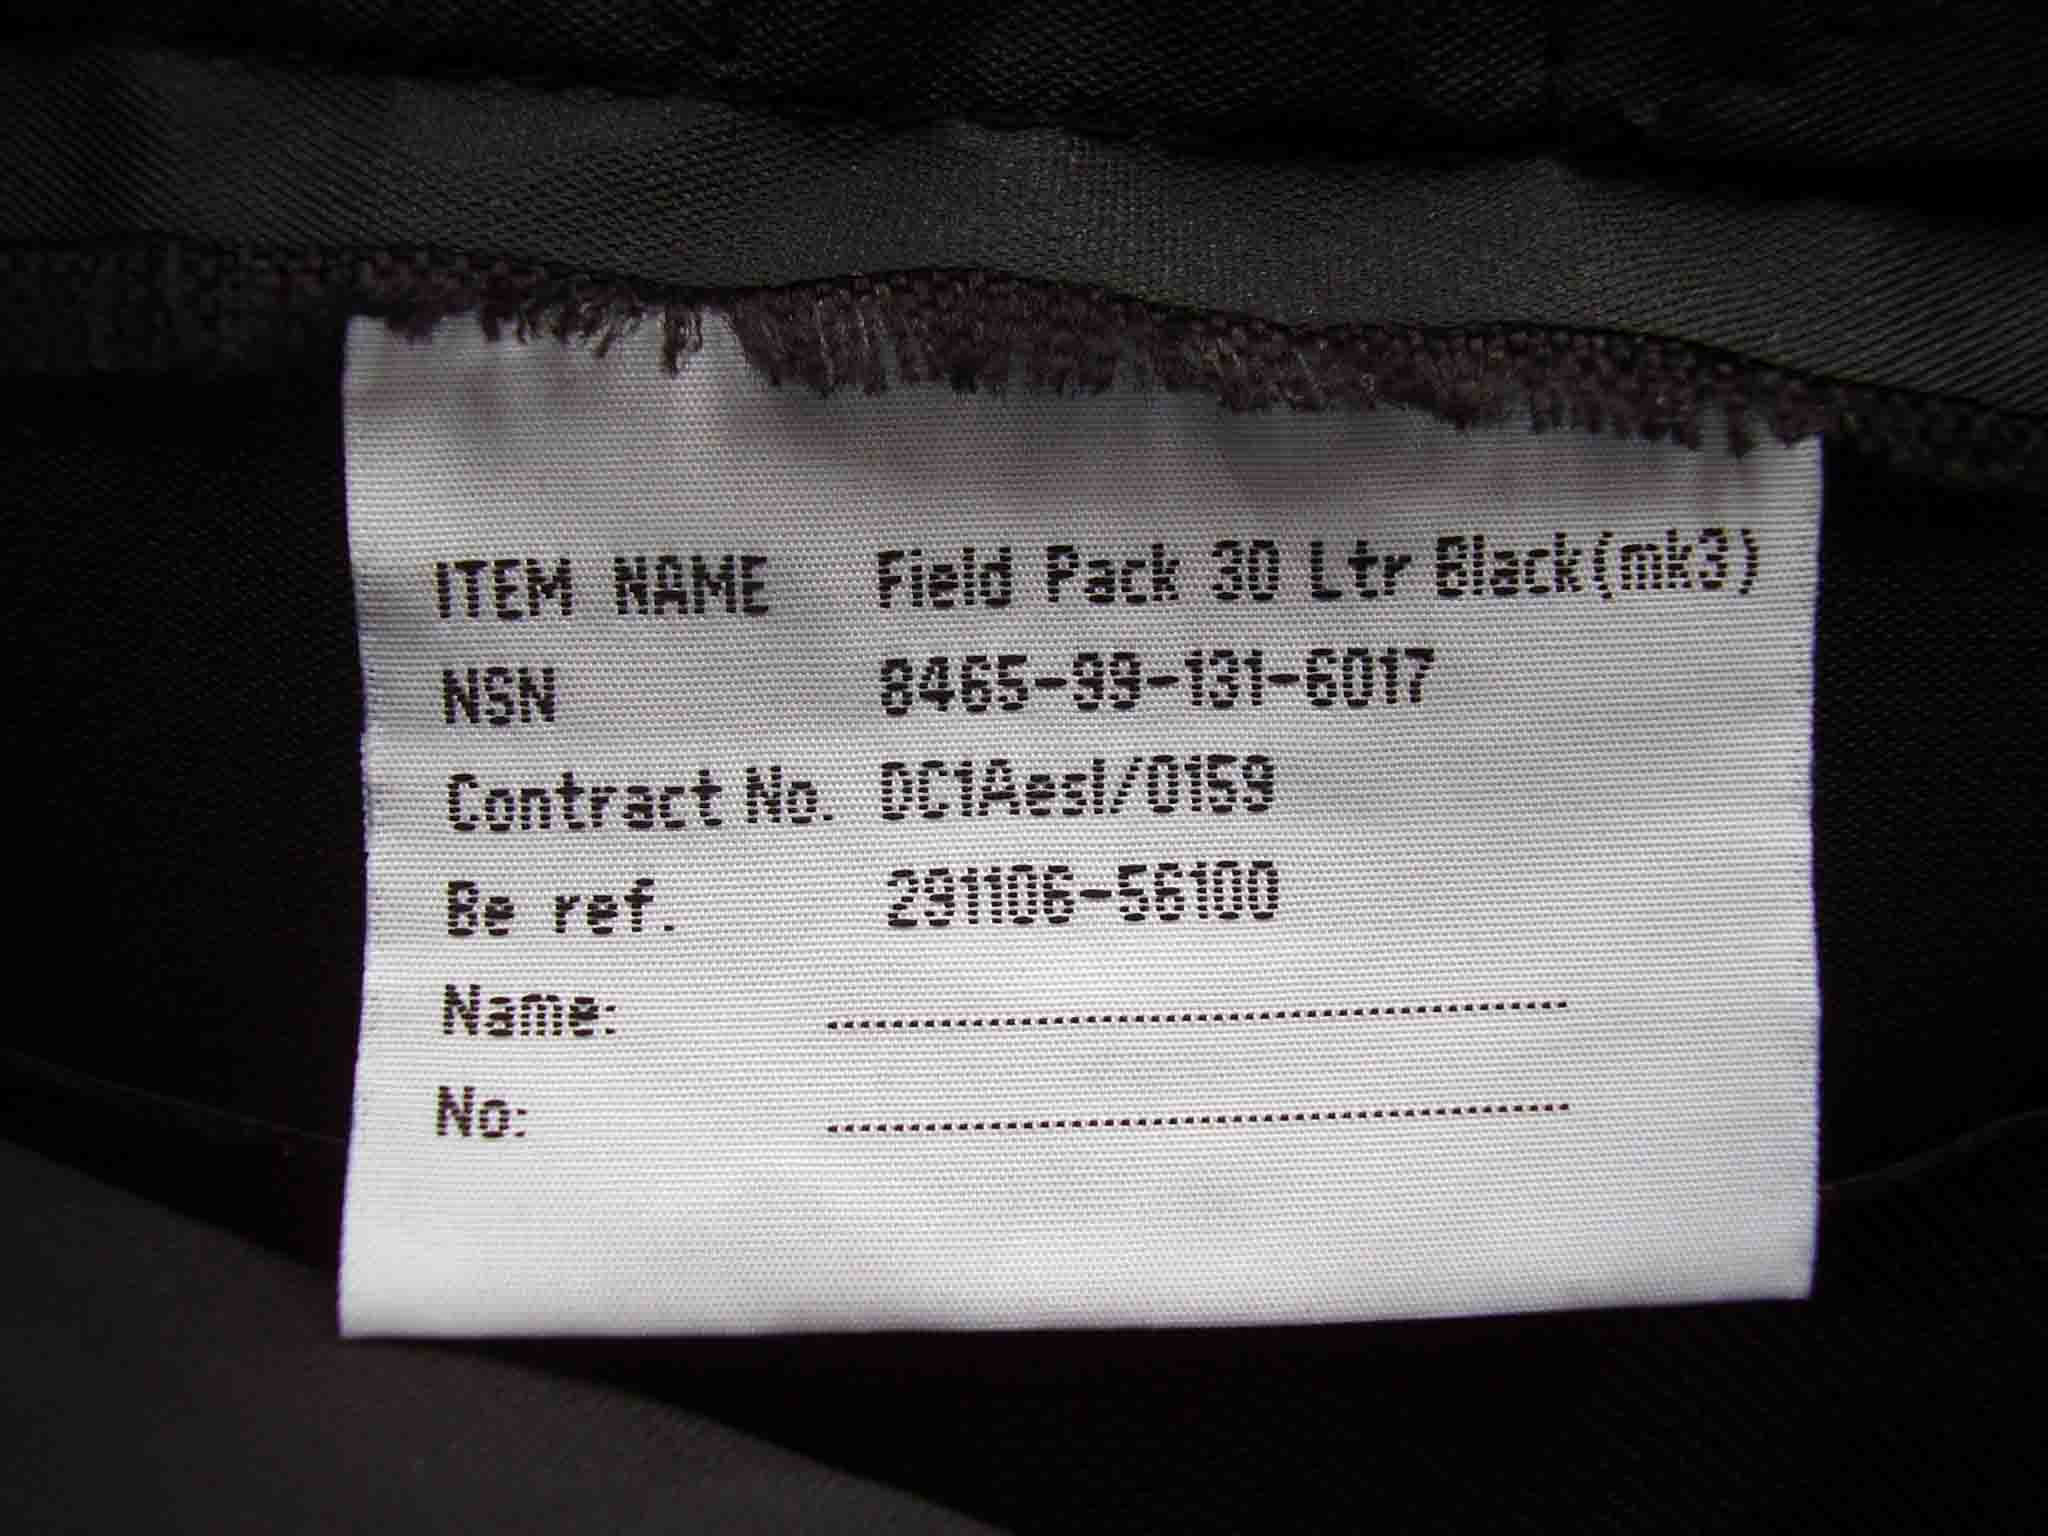 ITEM NAME Field Pack 30 Ltr Black(mk3)
NSN 8465-99-131-6017
Contract No. DC1Aesl/0159
Be ref. 291106-56100
Name: ................................................
No: ................................................